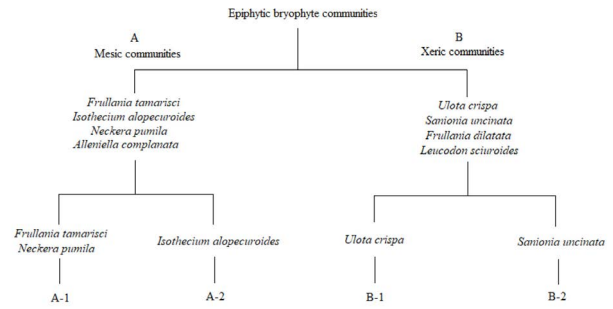 Epiphytic bryophyte communities
A
Mesic communities
B
Xeric communities
Frullania tamarisci
Isothecium alopecuroides
Neckera pumila
Alleniella complanata
Ulota crispa
Sanionia uncinata
Frullania dilatata
Leucodon sciuroides
Frullania tamarisci
Neckera pumila
Isothecium alopecuroides
Ulota crispa
Sanionia uncinata
A-1
A-2
B-1
B-2